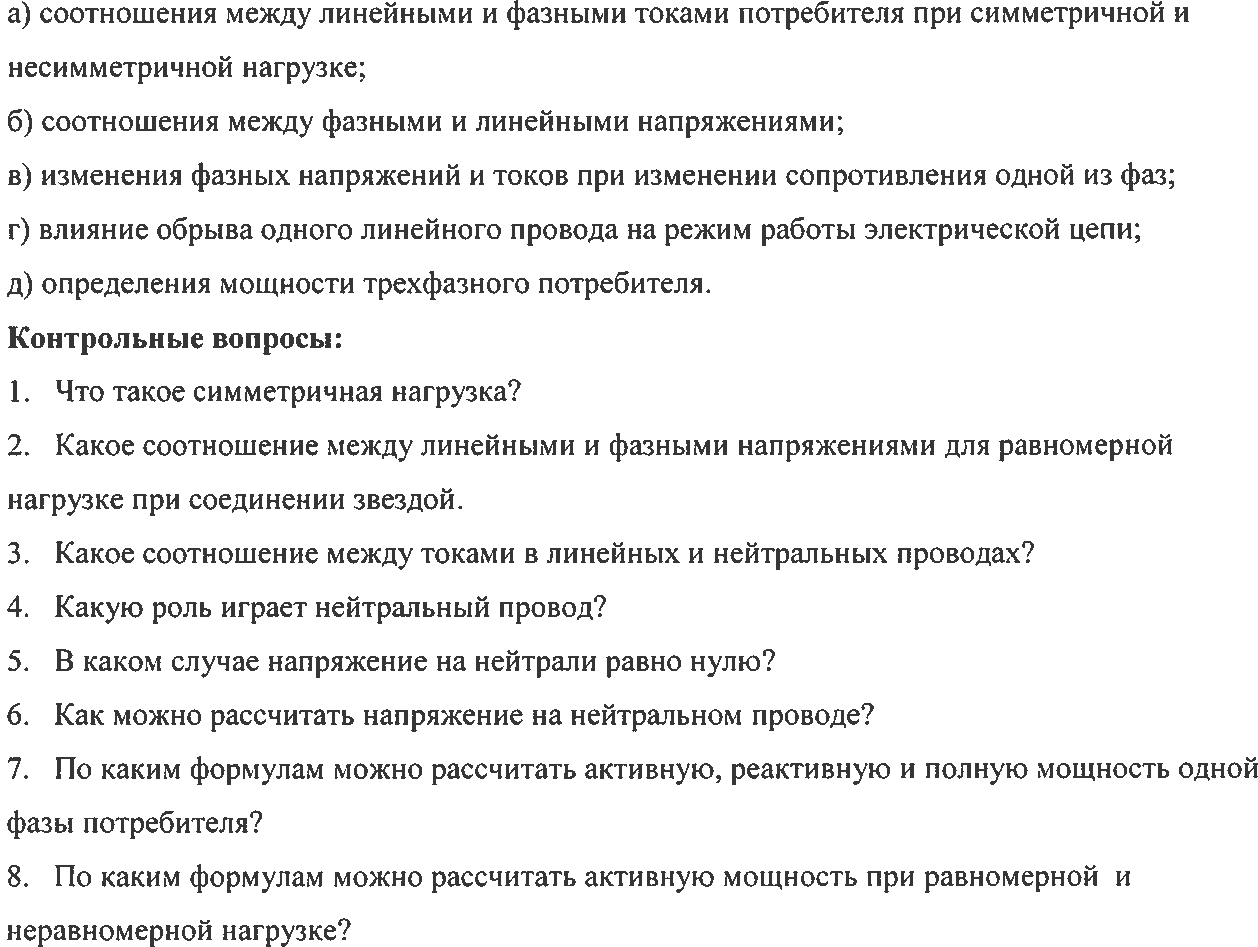 а) соотношения между линейными и фазными токами потребителя при симметричной и
несимметричной нагрузке;
б) соотношения между фазными и линейными напряжениями;
в) изменения фазных напряжений и токов при изменении сопротивления одной из фаз;
г) влияние обрыва одного линейного провода на режим работы электрической цепи;
д) определения мощности трехфазного потребителя.
Контрольные вопросы:
1. Что такое симметричная нагрузка?
2. Какое соотношение между линейными и фазными напряжениями для равномерной
нагрузке при соединении звездой.
3. Какое соотношение между токами в линейных и нейтральных проводах?
4. Какую роль играет нейтральный провод?
5. В каком случае напряжение на нейтрали равно нулю?
6. Как можно рассчитать напряжение на нейтральном проводе?
7. По каким формулам можно рассчитать активную, реактивную и полную мощность одной
фазы потребителя?
8. По каким формулам можно рассчитать активную мощность при равномерной и
неравномерной нагрузке?